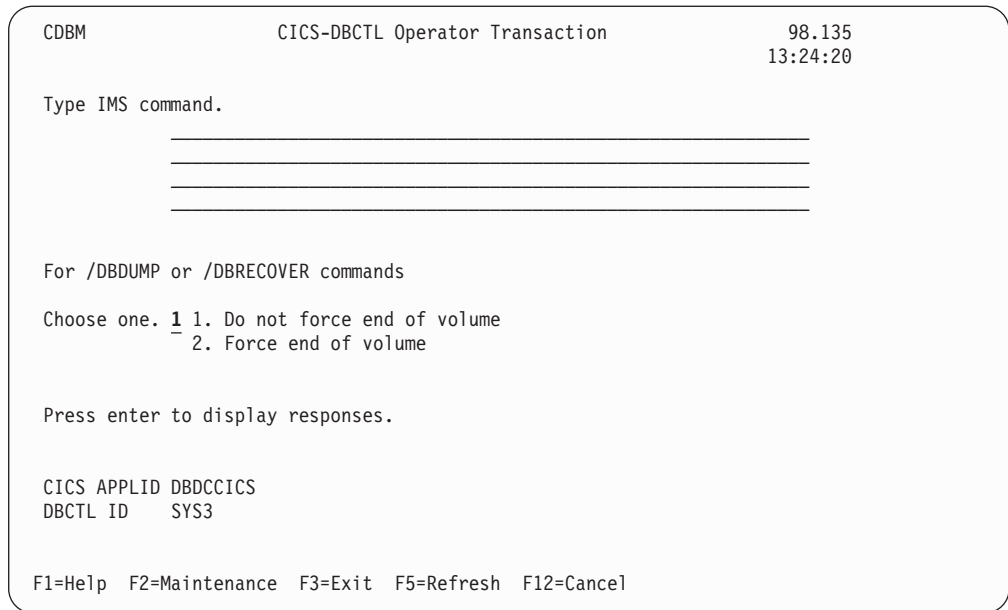 CDBM CICS-DBCTL Operator Transaction 98.135
13:24:20
Type IMS command.
For /DBDUMP or /DBRECOVER commands
Choose one. 1 1. Do not force end of volume
2. Force end of volume
Press enter to display responses.
CICS APPLID DBDCCICS
DBCTL ID SYS3
F1=Help F2=Maintenance F3=Exit F5=Refresh F12=Cancel